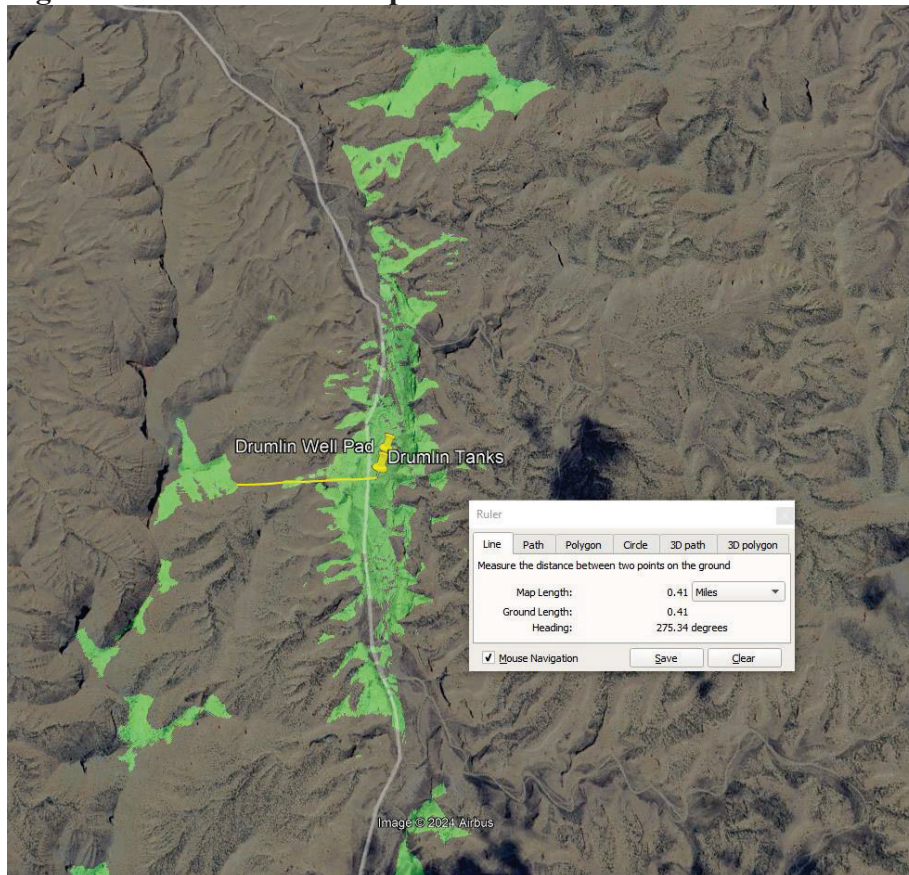 Drumlin Well Pad
Drumlin Tanks
Ruler
Line Path Polygon Circle 3D path 3D polygon
Measure the distance between two points on the ground
Map Length: 0.41 Miles
Ground Length: 0.41
Heading: 275.34 degrees
Mouse Navigation Save Clear
Image © 2024 Airbus